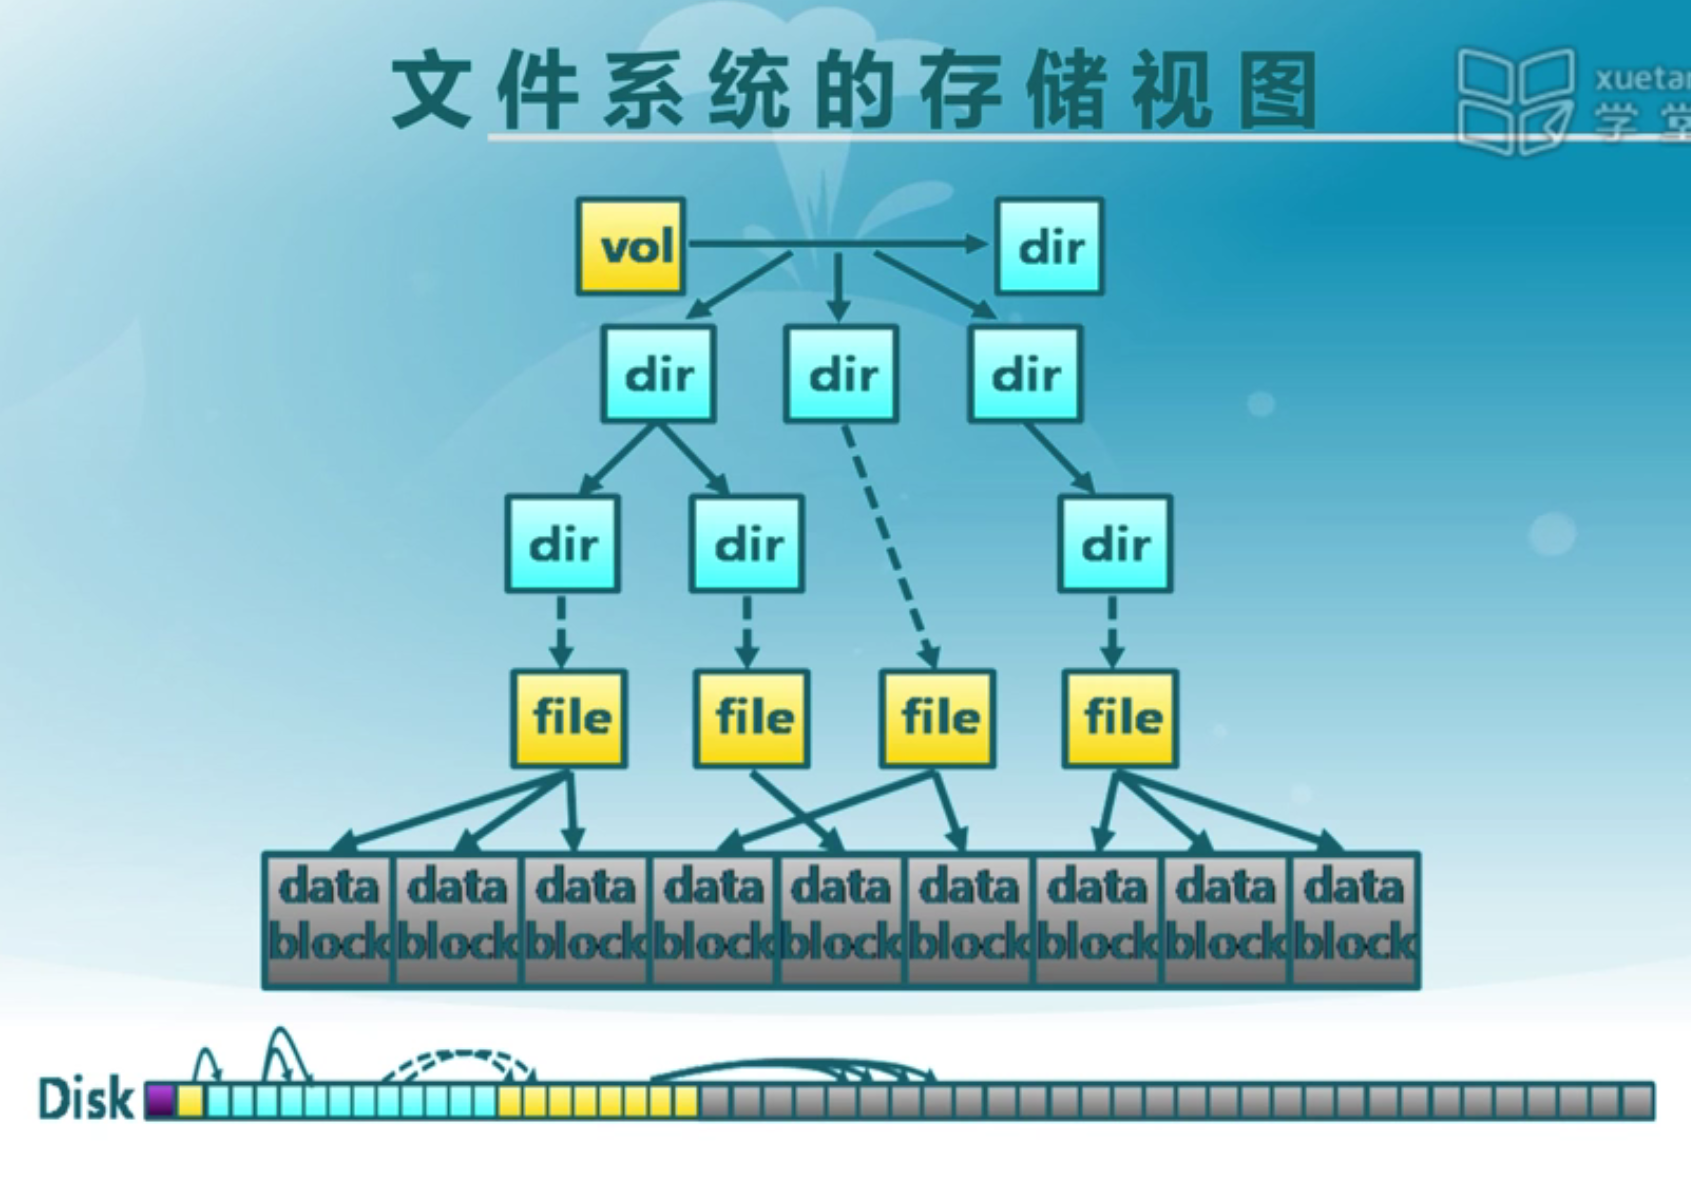 文件系统的存储视图
xuetan
学堂
vol
dir
dir
dir
dir
dir
dir
dir
file
file
file
file
data block
data block
data block
data block
data block
data block
data block
data block
data block
Disk